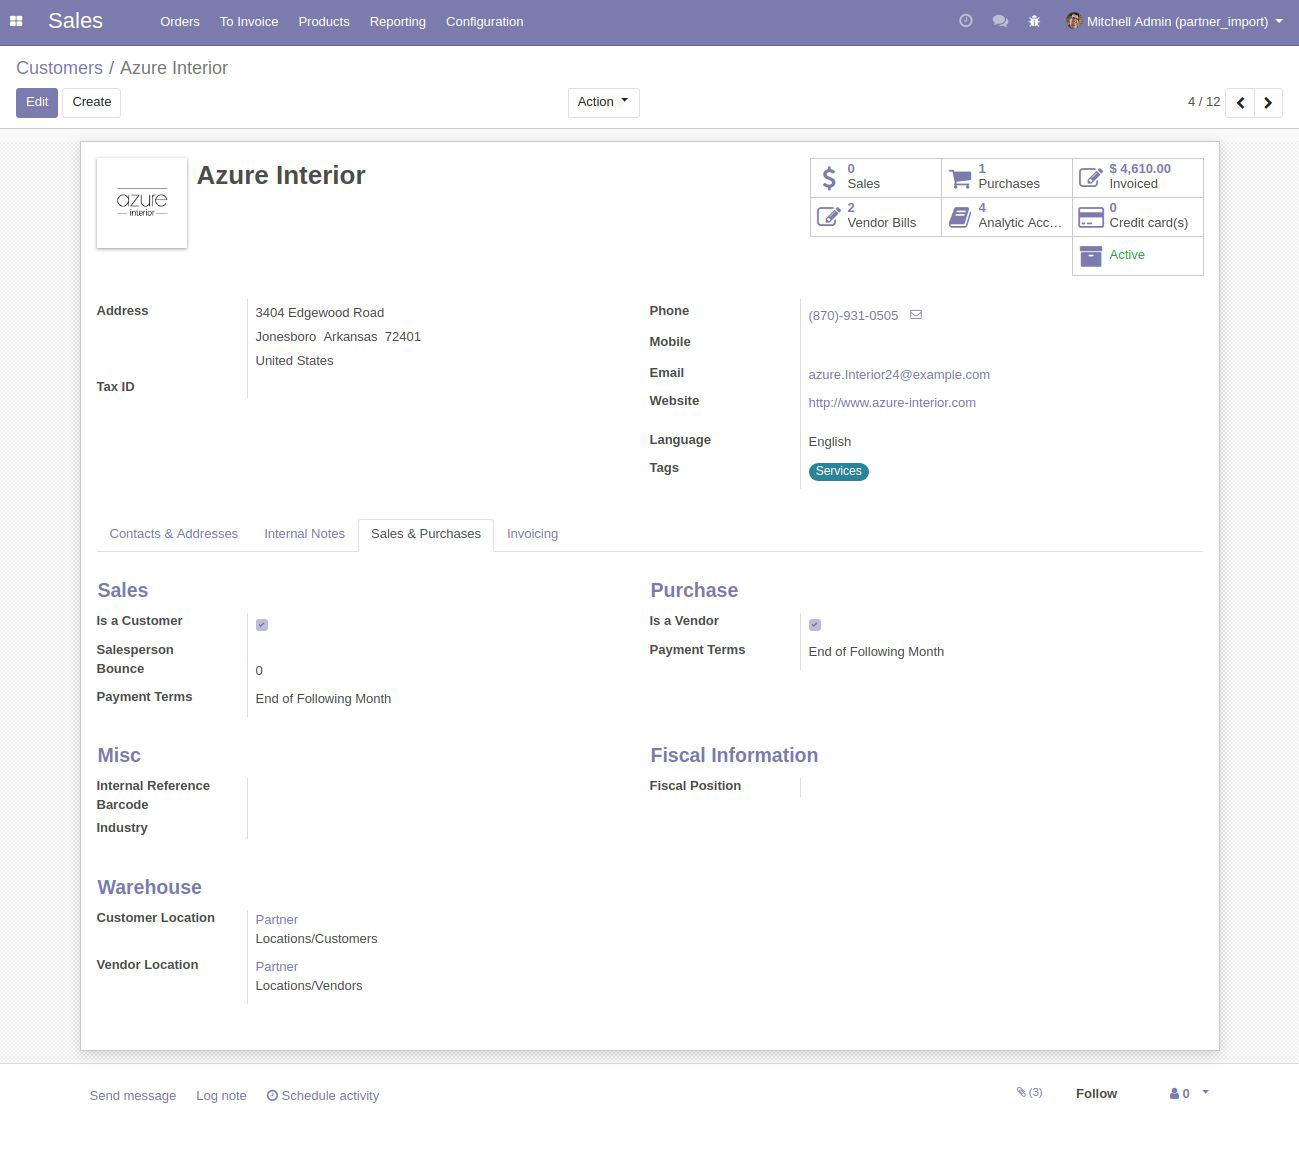 Sales
Orders To Invoice Products Reporting Configuration
Mitchell Admin (partner_import)
Customers / Azure Interior
Edit Create
Action
4 / 12
azure
interior
Azure Interior
0
Sales
1
Purchases
$ 4,610.00
Invoiced
2
Vendor Bills
4
Analytic Acc...
0
Credit card(s)
Active
Address
3404 Edgewood Road
Jonesboro Arkansas 72401
United States
Tax ID
Phone (870)-931-0505
Mobile
Email azure.Interior24@example.com
Website http://www.azure-interior.com
Language English
Tags Services
Contacts & Addresses Internal Notes Sales & Purchases Invoicing
Sales
Is a Customer
Salesperson
Bounce 0
Payment Terms End of Following Month
Purchase
Is a Vendor
Payment Terms End of Following Month
Misc
Internal Reference
Barcode
Industry
Fiscal Information
Fiscal Position
Warehouse
Customer Location Partner
Locations/Customers
Vendor Location Partner
Locations/Vendors
Send message Log note Schedule activity
(3) Follow 0